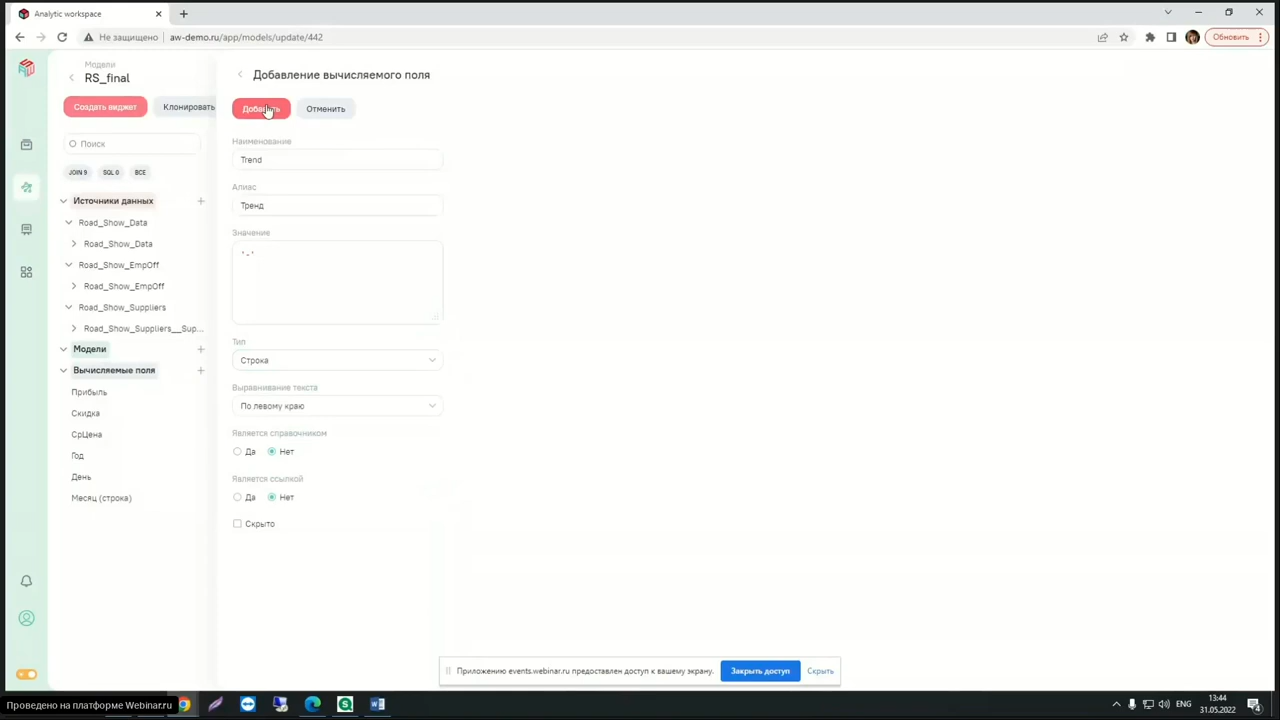 Analytic workspace
Не защищено
aw-demo.ru/app/models/update/442
Обновить
Модели
RS_final
Создать виджет
Клонировать
Поиск
JOIN 9
SQL 0
ВСЕ
Источники данных
Road_Show_Data
Road_Show_Data
Road_Show_EmpOff
Road_Show_EmpOff
Road_Show_Suppliers
Road_Show_Suppliers__Sup...
Модели
Вычисляемые поля
Прибыль
Скидка
СрЦена
Год
День
Месяц (строка)
Добавление вычисляемого поля
Добавить
Отменить
Наименование
Trend
Алиас
Тренд
Значение
'-'
Тип
Строка
Выравнивание текста
По левому краю
Является справочником
Да
Нет
Является ссылкой
Да
Нет
Скрыто
Приложению events.webinar.ru предоставлен доступ к вашему экрану.
Закрыть доступ
Скрыть
Проведено на платформе Webinar.ru
ENG
13:44
31.05.2022
4